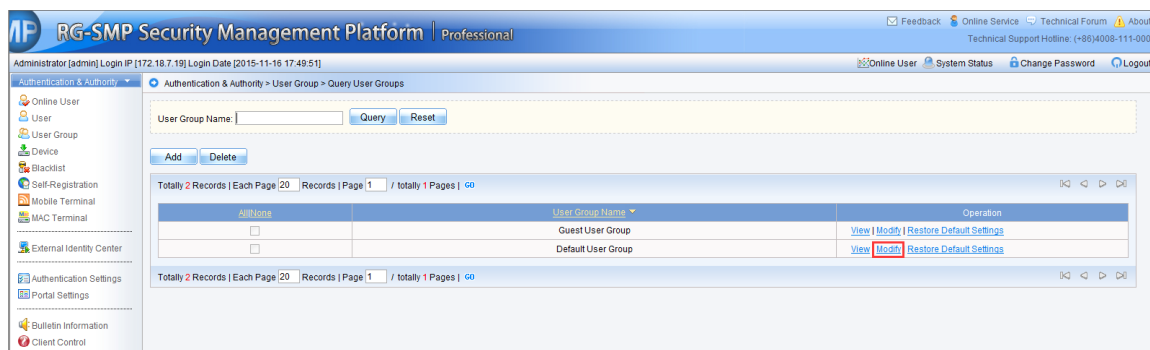 Feedback Online Service Technical Forum About
RG-SMP Security Management Platform | Professional
Technical Support Hotline: (+86)4008-111-000
Administrator [admin] Login IP [172.18.7.19] Login Date [2015-11-16 17:49:51] Online User System Status Change Password Logout
Authentication & Authority
Authentication & Authority > User Group > Query User Groups
Online User
User
User Group
Device
Blacklist
Self-Registration
Mobile Terminal
MAC Terminal
External Identity Center
Authentication Settings
Portal Settings
Bulletin Information
Client Control
User Group Name: Query Reset
Add Delete
Totally 2 Records | Each Page 20 Records | Page 1 / totally 1 Pages | GO
All/None User Group Name Operation
Guest User Group View | Modify | Restore Default Settings
Default User Group View | Modify | Restore Default Settings
Totally 2 Records | Each Page 20 Records | Page 1 / totally 1 Pages | GO